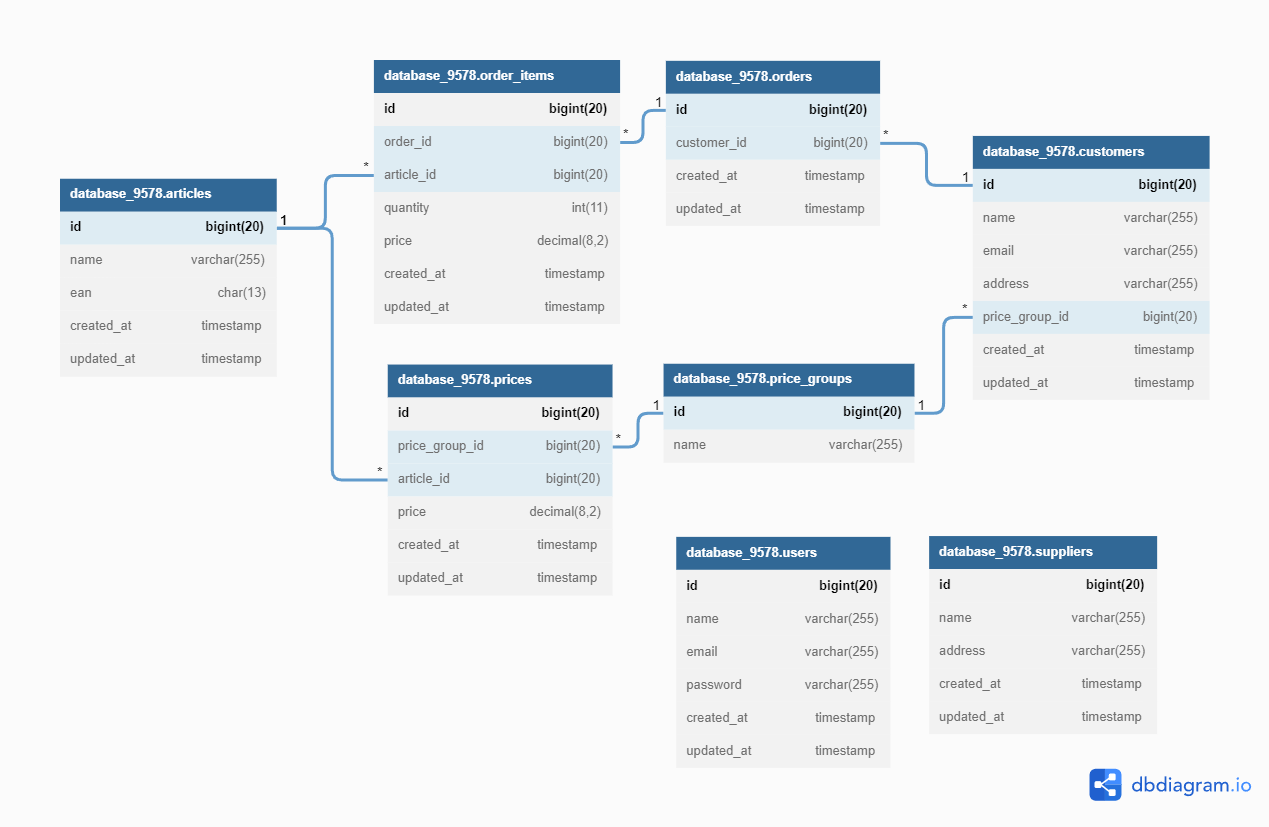 database_9578.order_items
id bigint(20)
order_id bigint(20)
article_id bigint(20)
quantity int(11)
price decimal(8,2)
created_at timestamp
updated_at timestamp
* 1
database_9578.orders
id bigint(20)
customer_id bigint(20)
created_at timestamp
updated_at timestamp
* 1
database_9578.customers
id bigint(20)
name varchar(255)
email varchar(255)
address varchar(255)
price_group_id bigint(20)
created_at timestamp
updated_at timestamp
*
database_9578.articles
id bigint(20)
name varchar(255)
ean char(13)
created_at timestamp
updated_at timestamp
1
*
*
database_9578.prices
id bigint(20)
price_group_id bigint(20)
article_id bigint(20)
price decimal(8,2)
created_at timestamp
updated_at timestamp
* 1
database_9578.price_groups
id bigint(20)
name varchar(255)
1
database_9578.users
id bigint(20)
name varchar(255)
email varchar(255)
password varchar(255)
created_at timestamp
updated_at timestamp
database_9578.suppliers
id bigint(20)
name varchar(255)
address varchar(255)
created_at timestamp
updated_at timestamp
dbdiagram.io